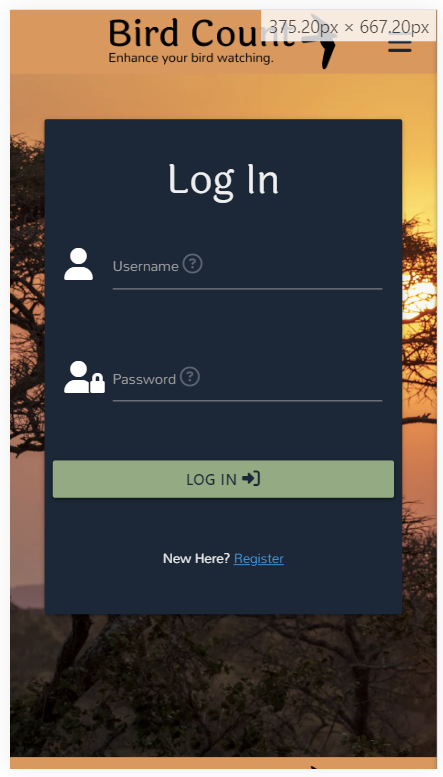 Bird Count
375.20px × 667.20px
Enhance your bird watching.
Log In
Username ?
Password ?
LOG IN
New Here? Register